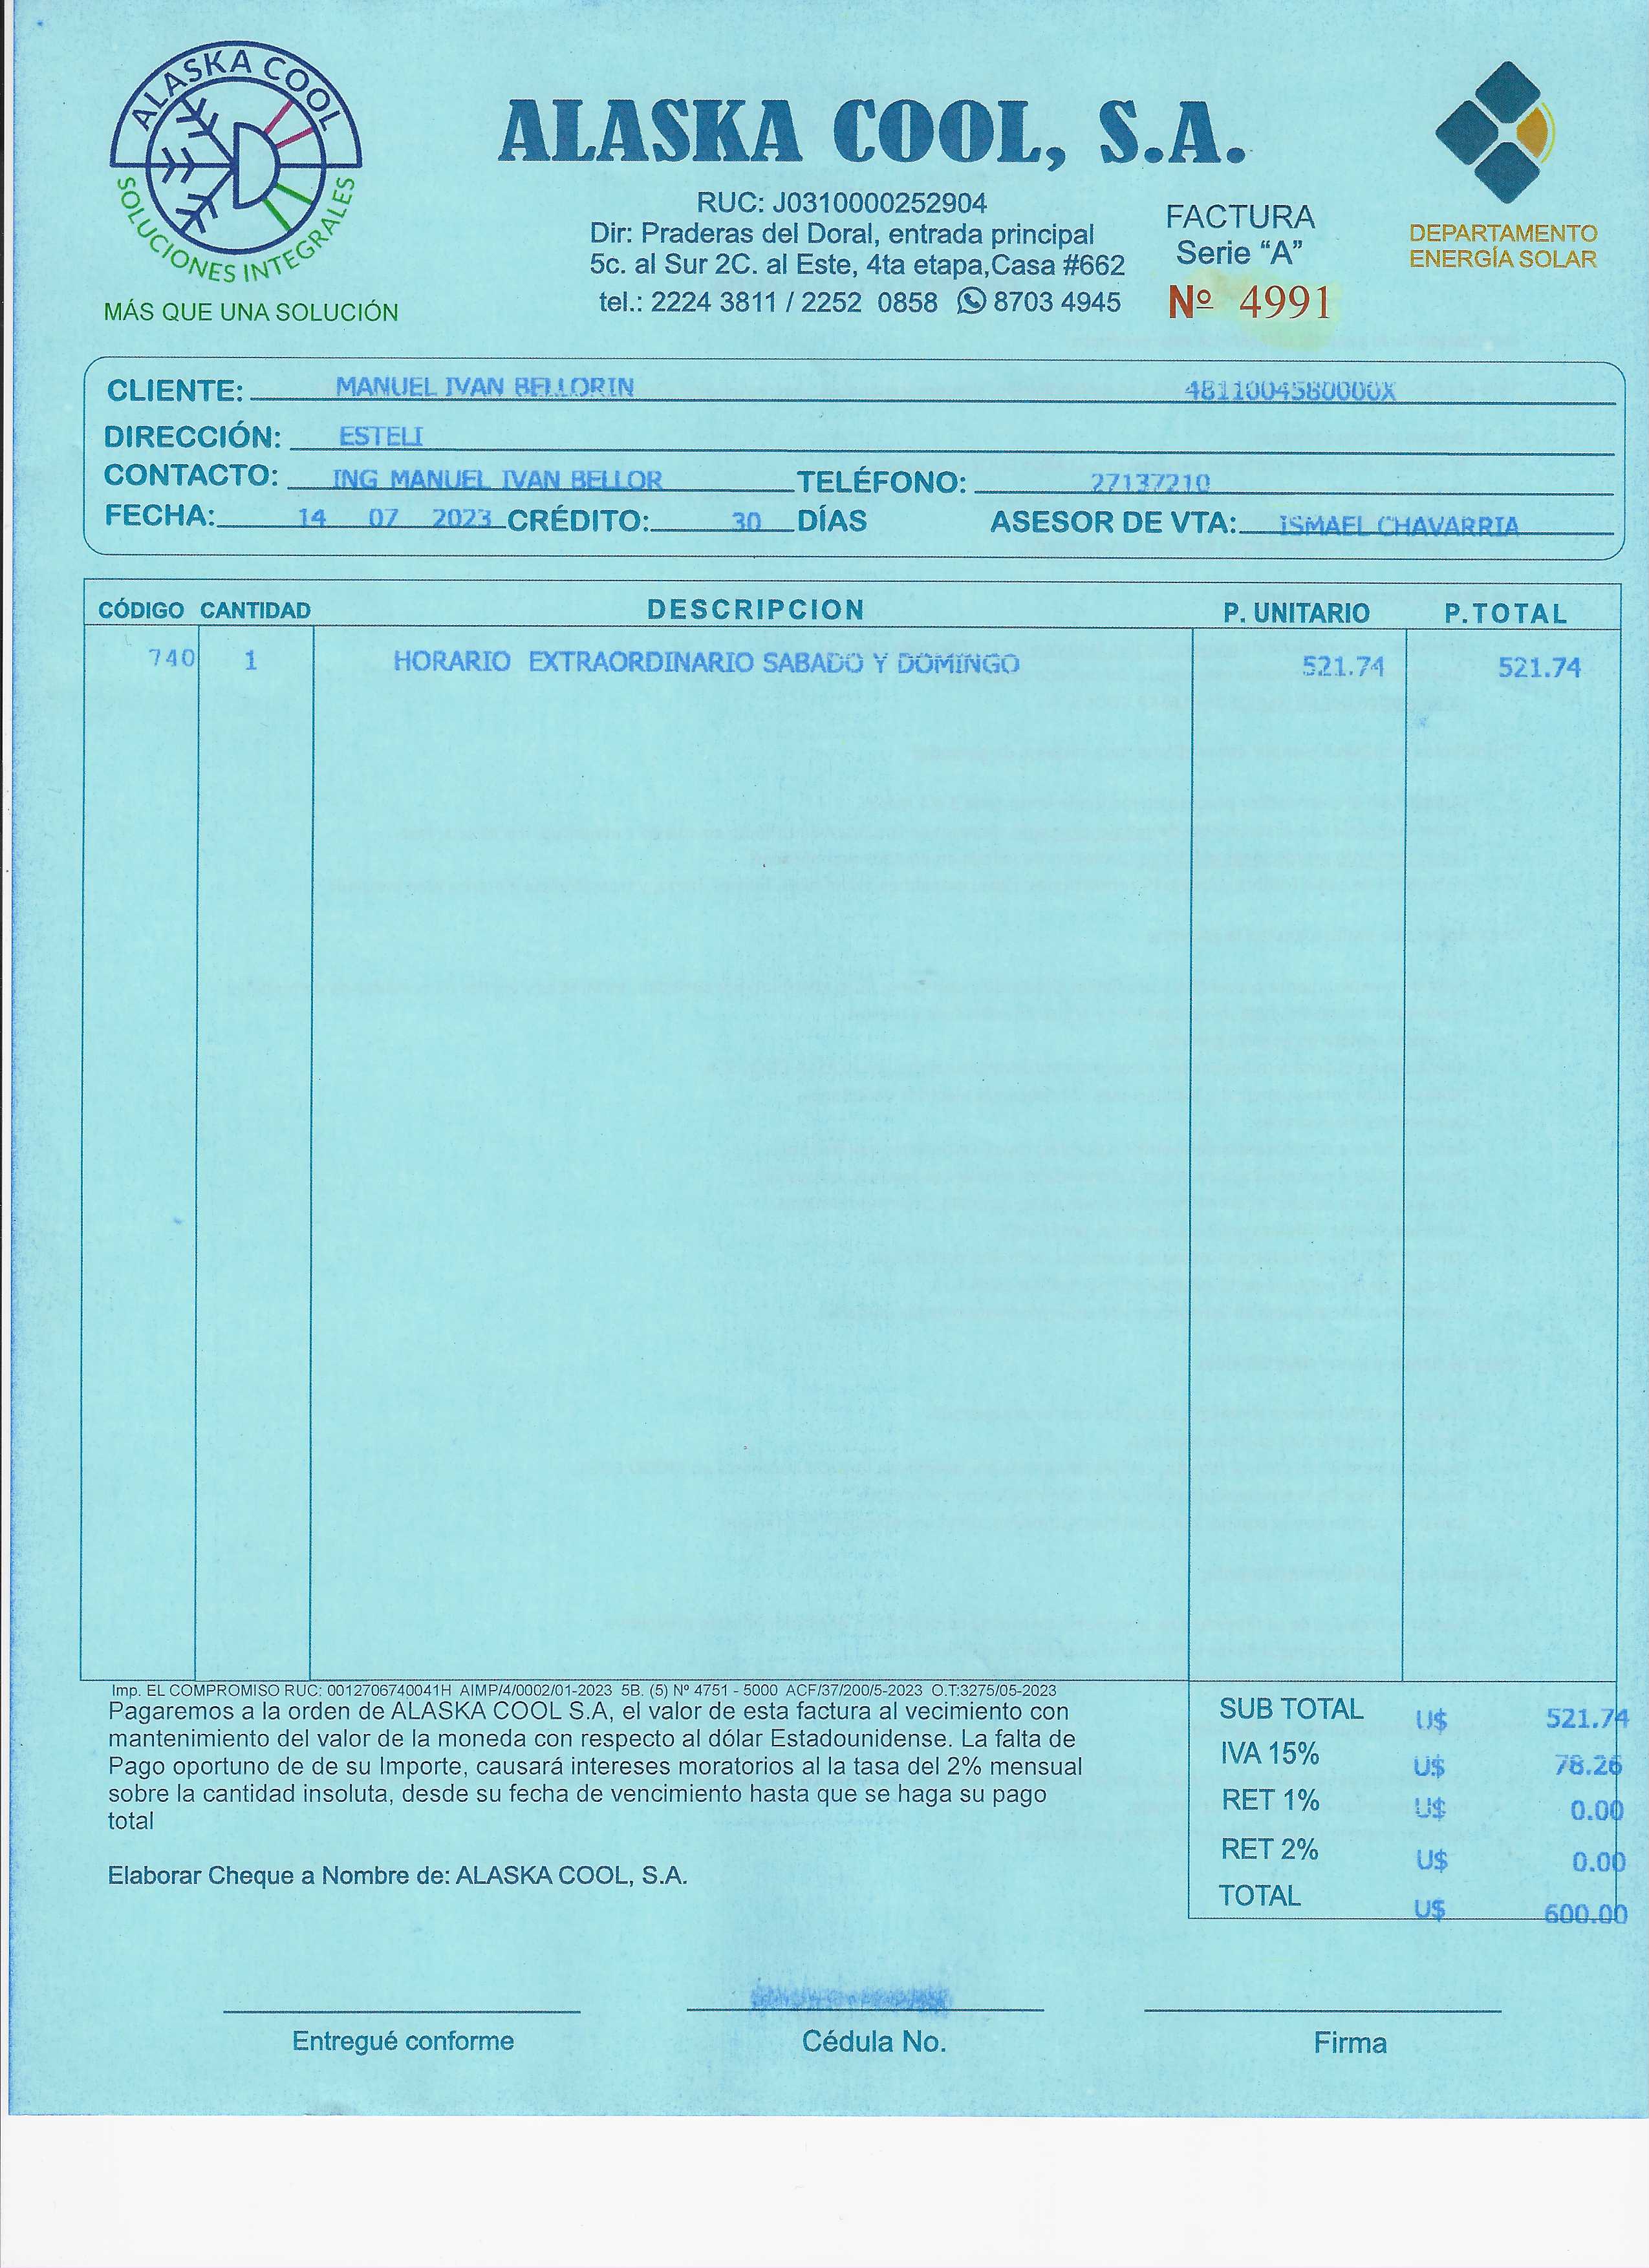 ALASKA COOL
SOLUCIONES INTEGRALES
MÁS QUE UNA SOLUCIÓN
ALASKA COOL, S.A.
RUC: J0310000252904
Dir: Praderas del Doral, entrada principal
5c. al Sur 2C. al Este, 4ta etapa,Casa #662
tel.: 2224 3811 / 2252 0858 8703 4945
FACTURA
Serie "A"
Nº 4991
DEPARTAMENTO
ENERGÍA SOLAR
CLIENTE: MANUEL IVAN BELLORIN 4811004580000X
DIRECCIÓN: ESTELI
CONTACTO: ING MANUEL IVAN BELLOR TELÉFONO: 27137210
FECHA: 14 07 2023 CRÉDITO: 30 DÍAS ASESOR DE VTA: ISMAEL CHAVARRIA
CÓDIGO CANTIDAD DESCRIPCION P. UNITARIO P.TOTAL
740 1 HORARIO EXTRAORDINARIO SABADO Y DOMINGO 521.74 521.74
Imp. EL COMPROMISO RUC: 0012706740041H AIMP/4/0002/01-2023 5B. (5) Nº 4751 - 5000 ACF/37/200/5-2023 O.T:3275/05-2023
Pagaremos a la orden de ALASKA COOL S.A, el valor de esta factura al vecimiento con
mantenimiento del valor de la moneda con respecto al dólar Estadounidense. La falta de
Pago oportuno de de su Importe, causará intereses moratorios al la tasa del 2% mensual
sobre la cantidad insoluta, desde su fecha de vencimiento hasta que se haga su pago
total
Elaborar Cheque a Nombre de: ALASKA COOL, S.A.
SUB TOTAL U$ 521.74
IVA 15% U$ 78.26
RET 1% U$ 0.00
RET 2% U$ 0.00
TOTAL U$ 600.00
Entregué conforme
Cédula No.
Firma